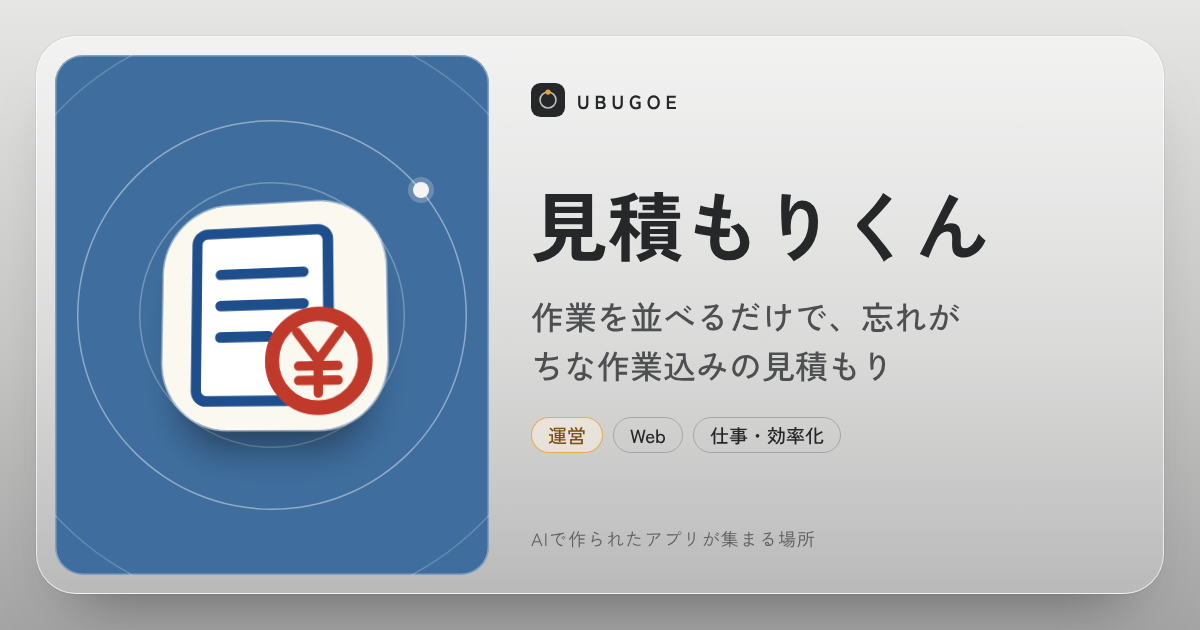 UBUGOE
見積もりくん
作業を並べるだけで、忘れが
ちな作業込みの見積もり
運営 Web 仕事・効率化
AIで作られたアプリが集まる場所
¥